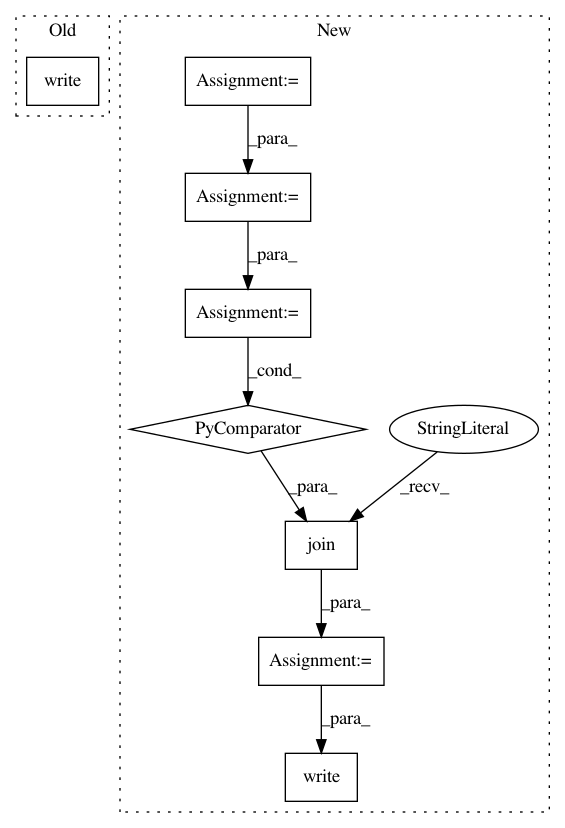 Old
New
write
Assignment:=
_para_
Assignment:=
_para_
Assignment:=
_cond_
PyComparator
StringLiteral
_para_
_recv_
join
_para_
Assignment:=
_para_
write